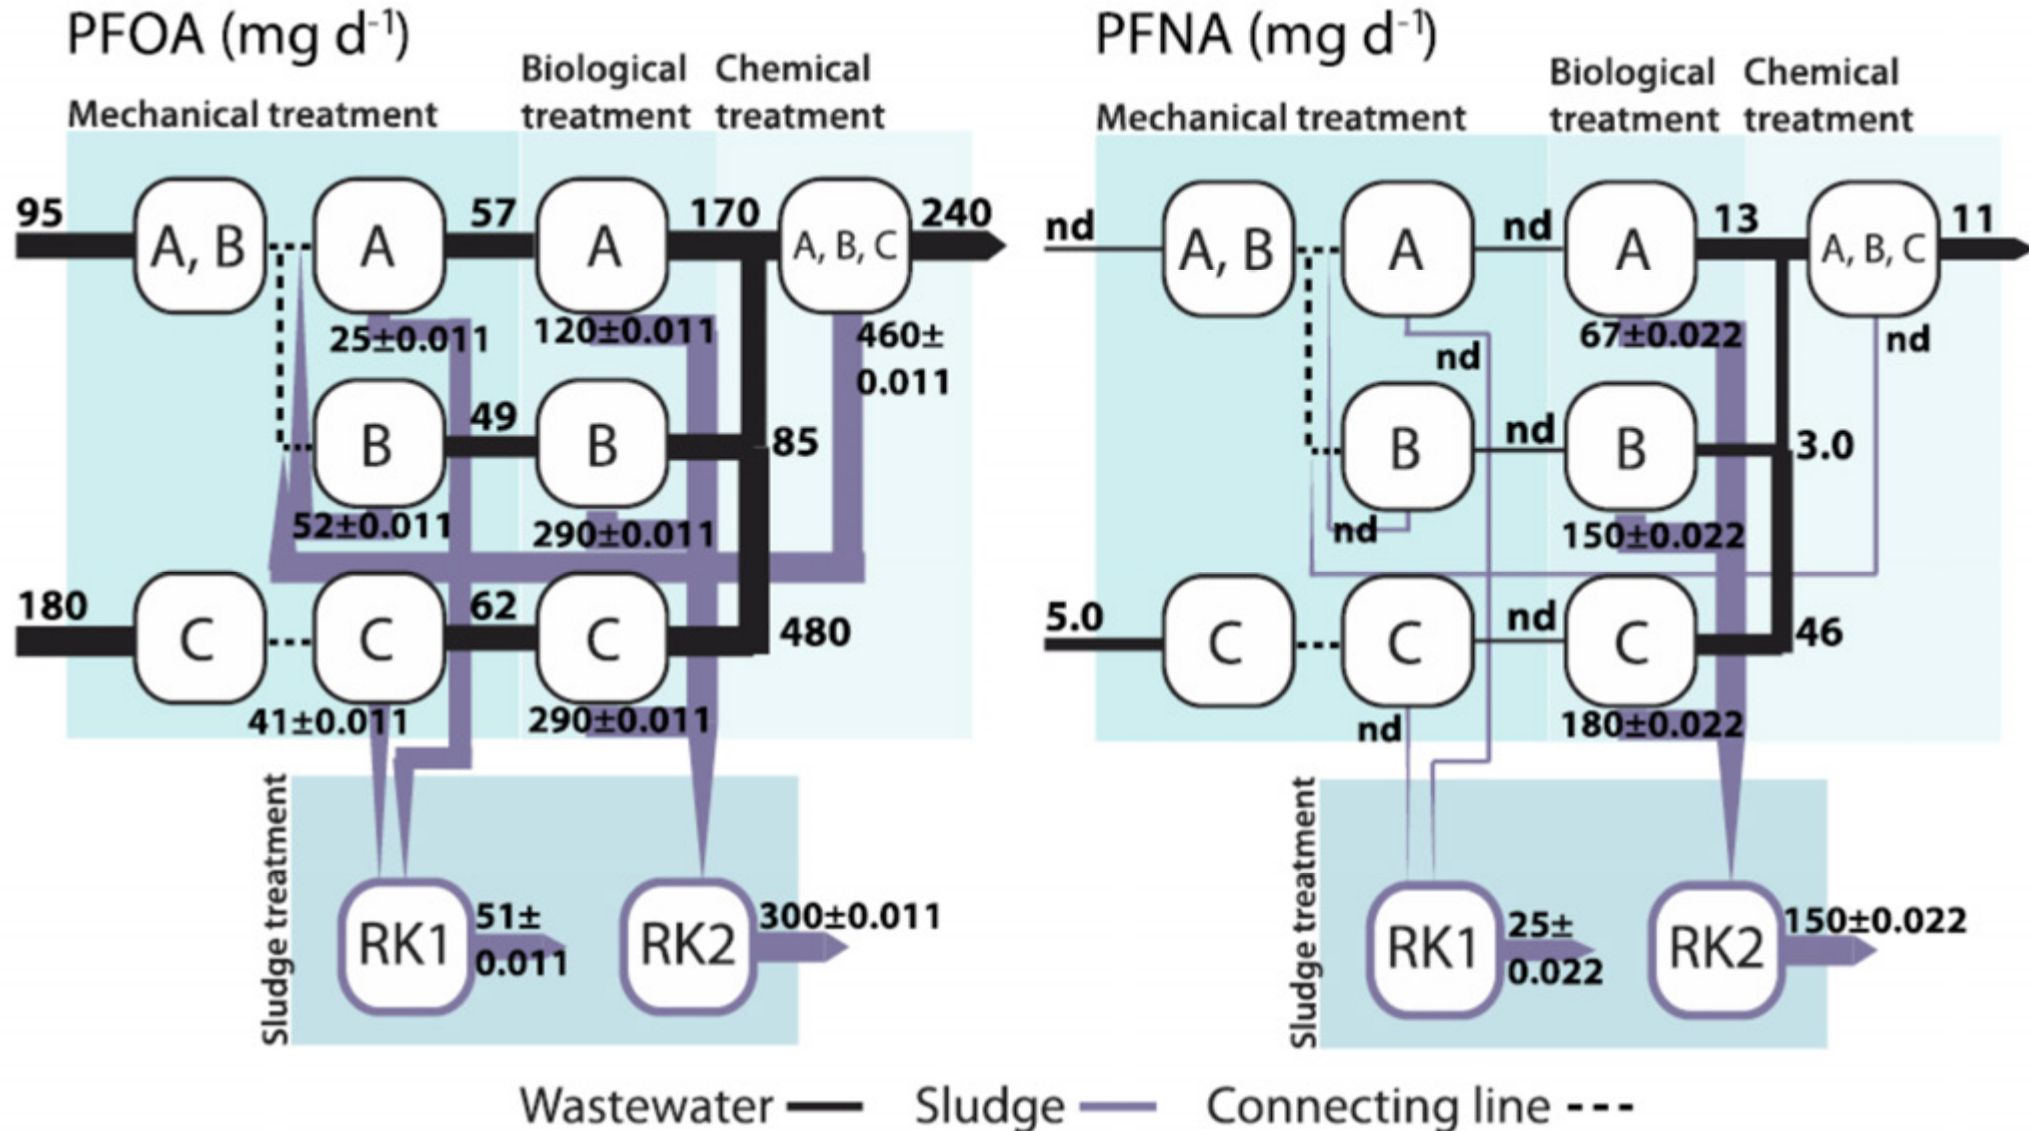 PFOA (mg d-1)
Mechanical treatment
Biological
treatment
Chemical
treatment
95
A, B
A
57
A
170
A, B, C
240
25±0.011
120±0.011
460±
0.011
B
49
B
85
52±0.011
290±0.011
180
C
C
62
C
480
41±0.011
290±0.011
Sludge treatment
RK1
51±
0.011
RK2
300±0.011
PFNA (mg d-1)
Mechanical treatment
Biological
treatment
Chemical
treatment
nd
A, B
A
nd
A
13
A, B, C
11
nd
67±0.022
nd
B
nd
B
3.0
nd
150±0.022
5.0
C
C
nd
C
46
nd
180±0.022
Sludge treatment
RK1
25±
0.022
RK2
150±0.022
Wastewater
Sludge
Connecting line